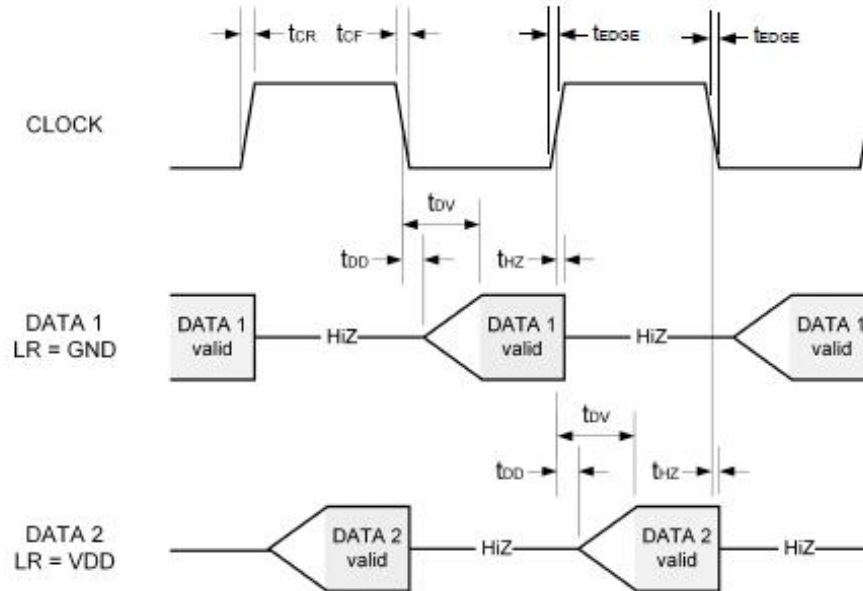 tCR tCF tEDGE tEDGE
CLOCK
tDV
tDD tHZ
DATA 1
LR = GND
DATA 1
valid
HiZ
DATA 1
valid
HiZ
DATA 1
valid
tDV
tDD tHZ
DATA 2
LR = VDD
DATA 2
valid
HiZ
DATA 2
valid
HiZ